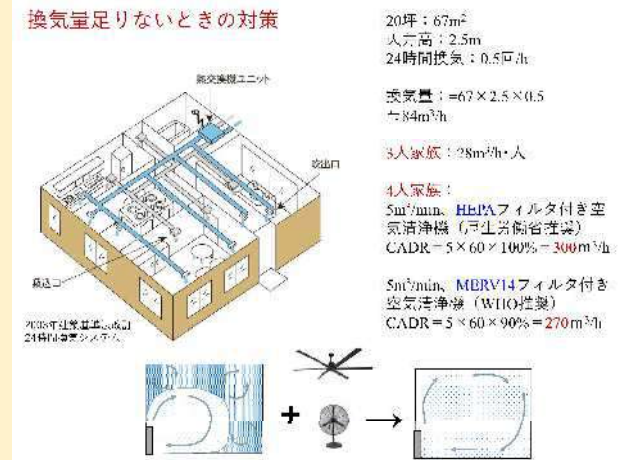 換気量足りないときの対策
20坪：67m²
天井高：2.5m
24時間換気：0.5回/h
換気量：=67×2.5×0.5
=84m³/h
3人家族：28m³/h・人
4人家族：
5m³/min、HEPAフィルタ付き空
気清浄機（厚生労働省推奨）
CADR＝5×60×100%＝300m³/h
5m³/min、MERV14フィルタ付き
空気清浄機（WHO推奨）
CADR＝5×60×90%＝270m³/h
熱交換機ユニット
吹出口
吸込口
2003年建築基準法改訂
24時間換気システム
+